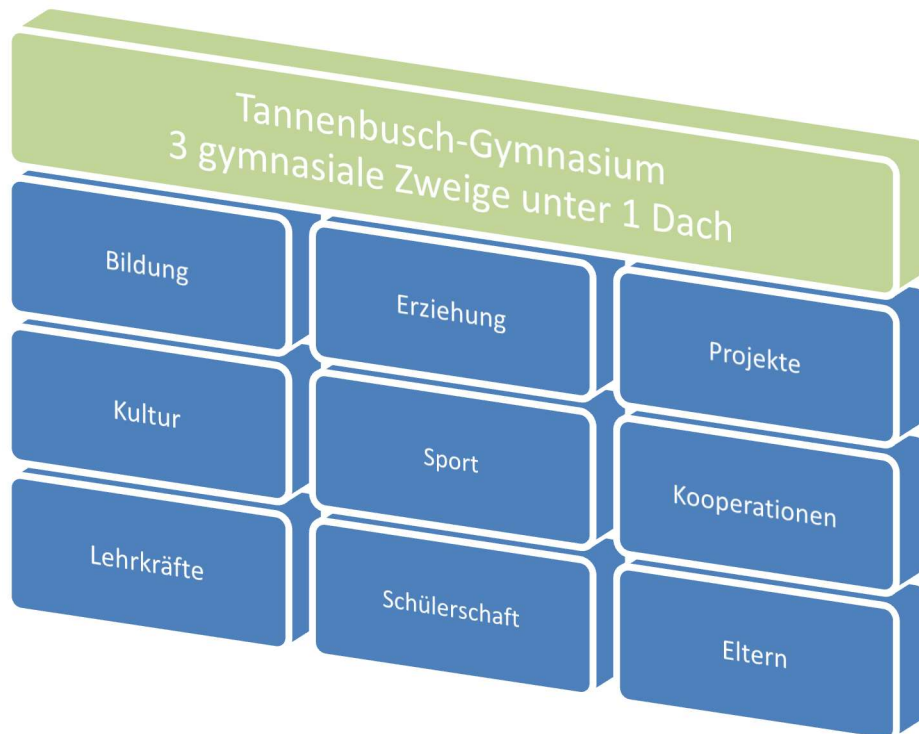 Tannenbusch-Gymnasium
3 gymnasiale Zweige unter 1 Dach
Bildung
Erziehung
Projekte
Kultur
Sport
Kooperationen
Lehrkräfte
Schülerschaft
Eltern